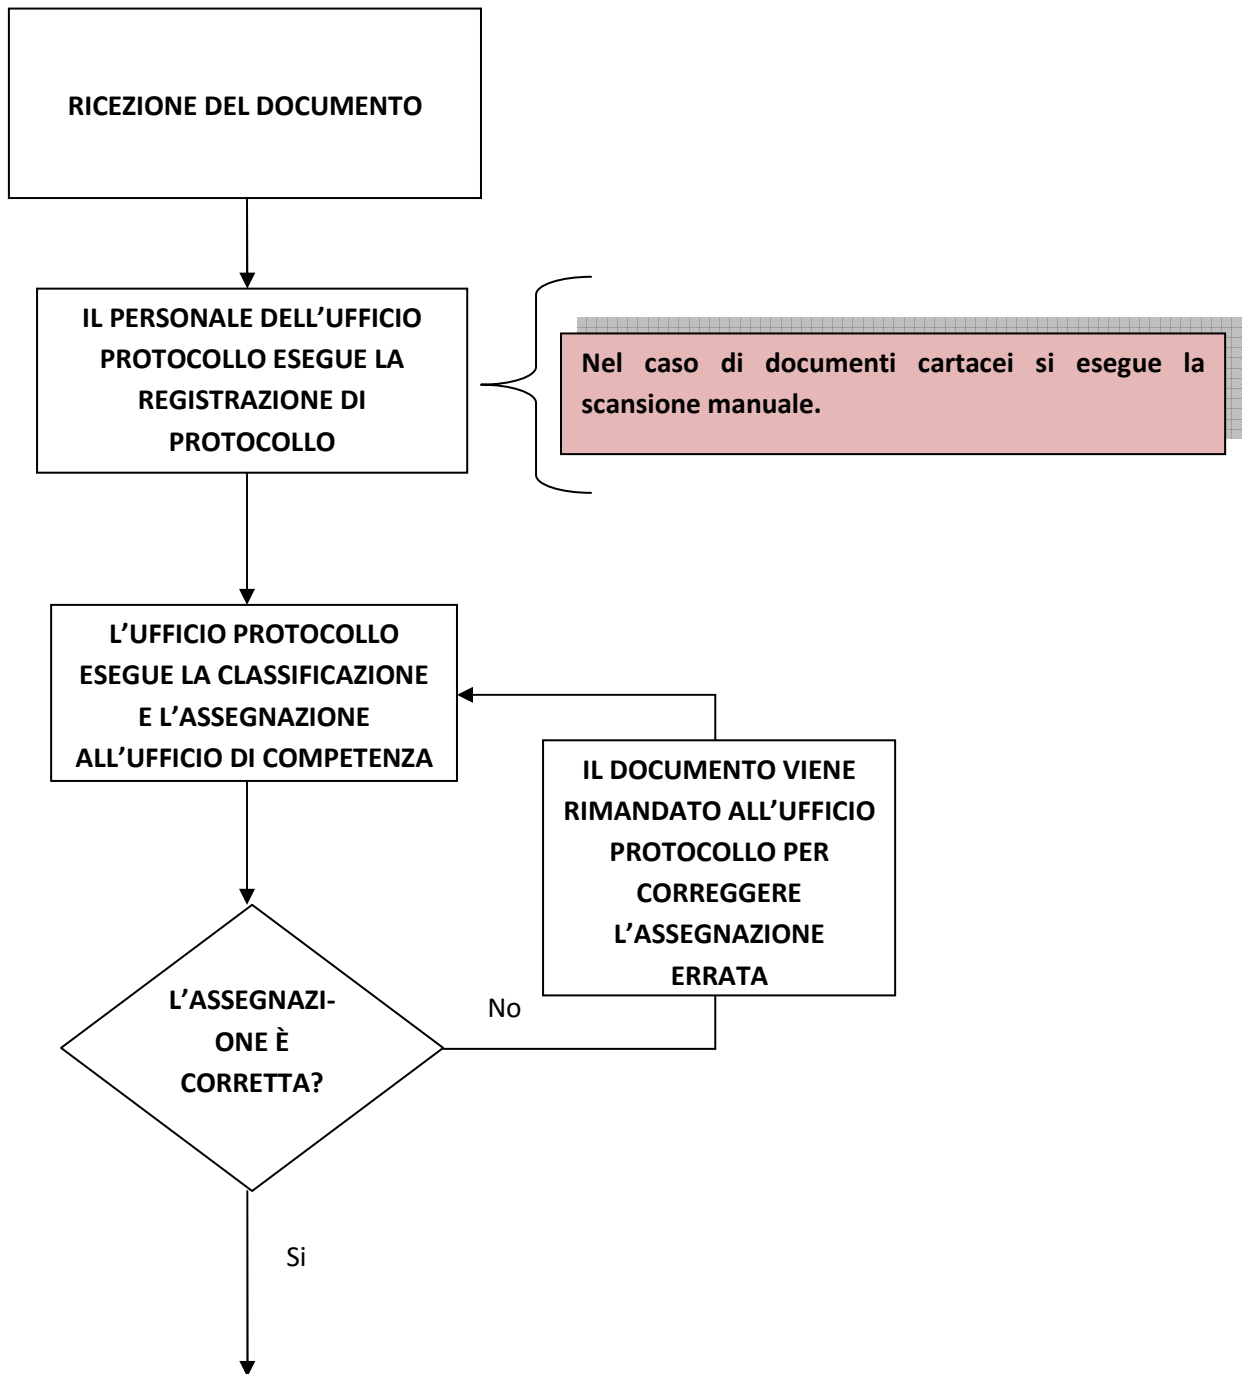 RICEZIONE DEL DOCUMENTO
IL PERSONALE DELL’UFFICIO
PROTOCOLLO ESEGUE LA
REGISTRAZIONE DI
PROTOCOLLO
Nel caso di documenti cartacei si esegue la
scansione manuale.
L’UFFICIO PROTOCOLLO
ESEGUE LA CLASSIFICAZIONE
E L’ASSEGNAZIONE
ALL’UFFICIO DI COMPETENZA
IL DOCUMENTO VIENE
RIMANDATO ALL’UFFICIO
PROTOCOLLO PER
CORREGGERE
L’ASSEGNAZIONE
ERRATA
L’ASSEGNAZI-
ONE È
CORRETTA?
No
Si